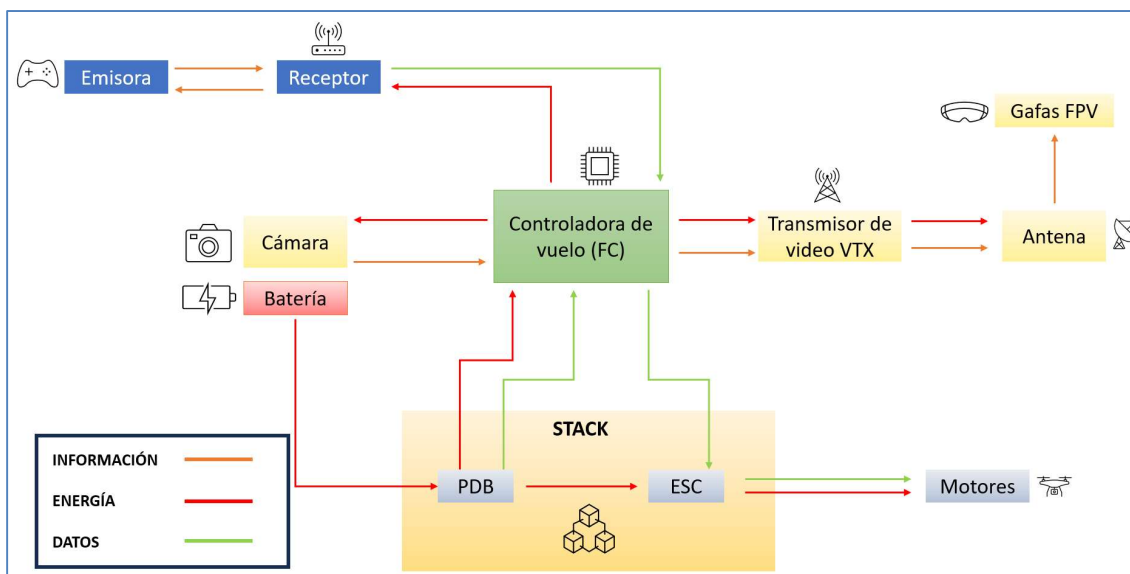 Emisora
Receptor
Gafas FPV
Controladora de
vuelo (FC)
Transmisor de
video VTX
Antena
Cámara
Batería
STACK
PDB
ESC
Motores
INFORMACIÓN
ENERGÍA
DATOS